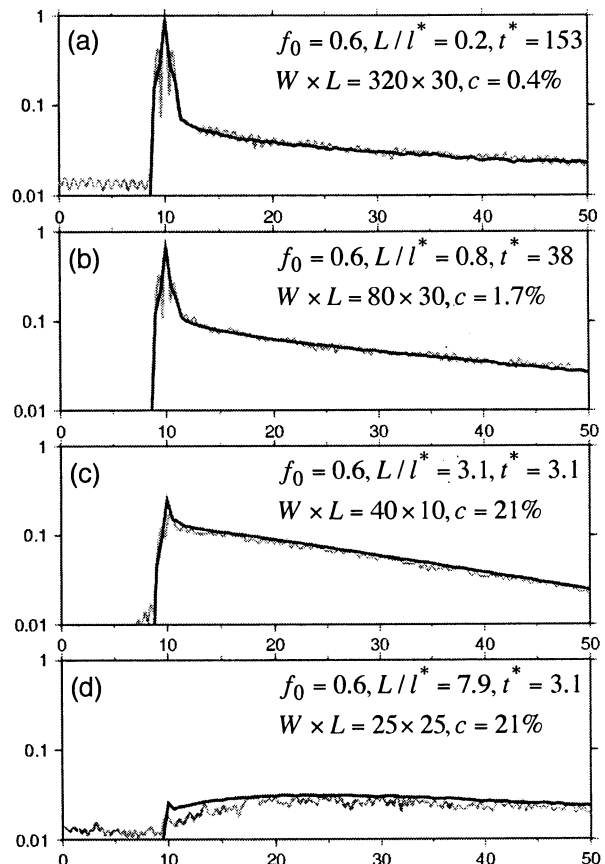 1
(a)
f₀ = 0.6, L / l* = 0.2, t* = 153
W × L = 320 × 30, c = 0.4%
0.1
0.01
0 10 20 30 40 50
1
(b)
f₀ = 0.6, L / l* = 0.8, t* = 38
W × L = 80 × 30, c = 1.7%
0.1
0.01
0 10 20 30 40 50
1
(c)
f₀ = 0.6, L / l* = 3.1, t* = 3.1
W × L = 40 × 10, c = 21%
0.1
0.01
0 10 20 30 40 50
1
(d)
f₀ = 0.6, L / l* = 7.9, t* = 3.1
W × L = 25 × 25, c = 21%
0.1
0.01
0 10 20 30 40 50